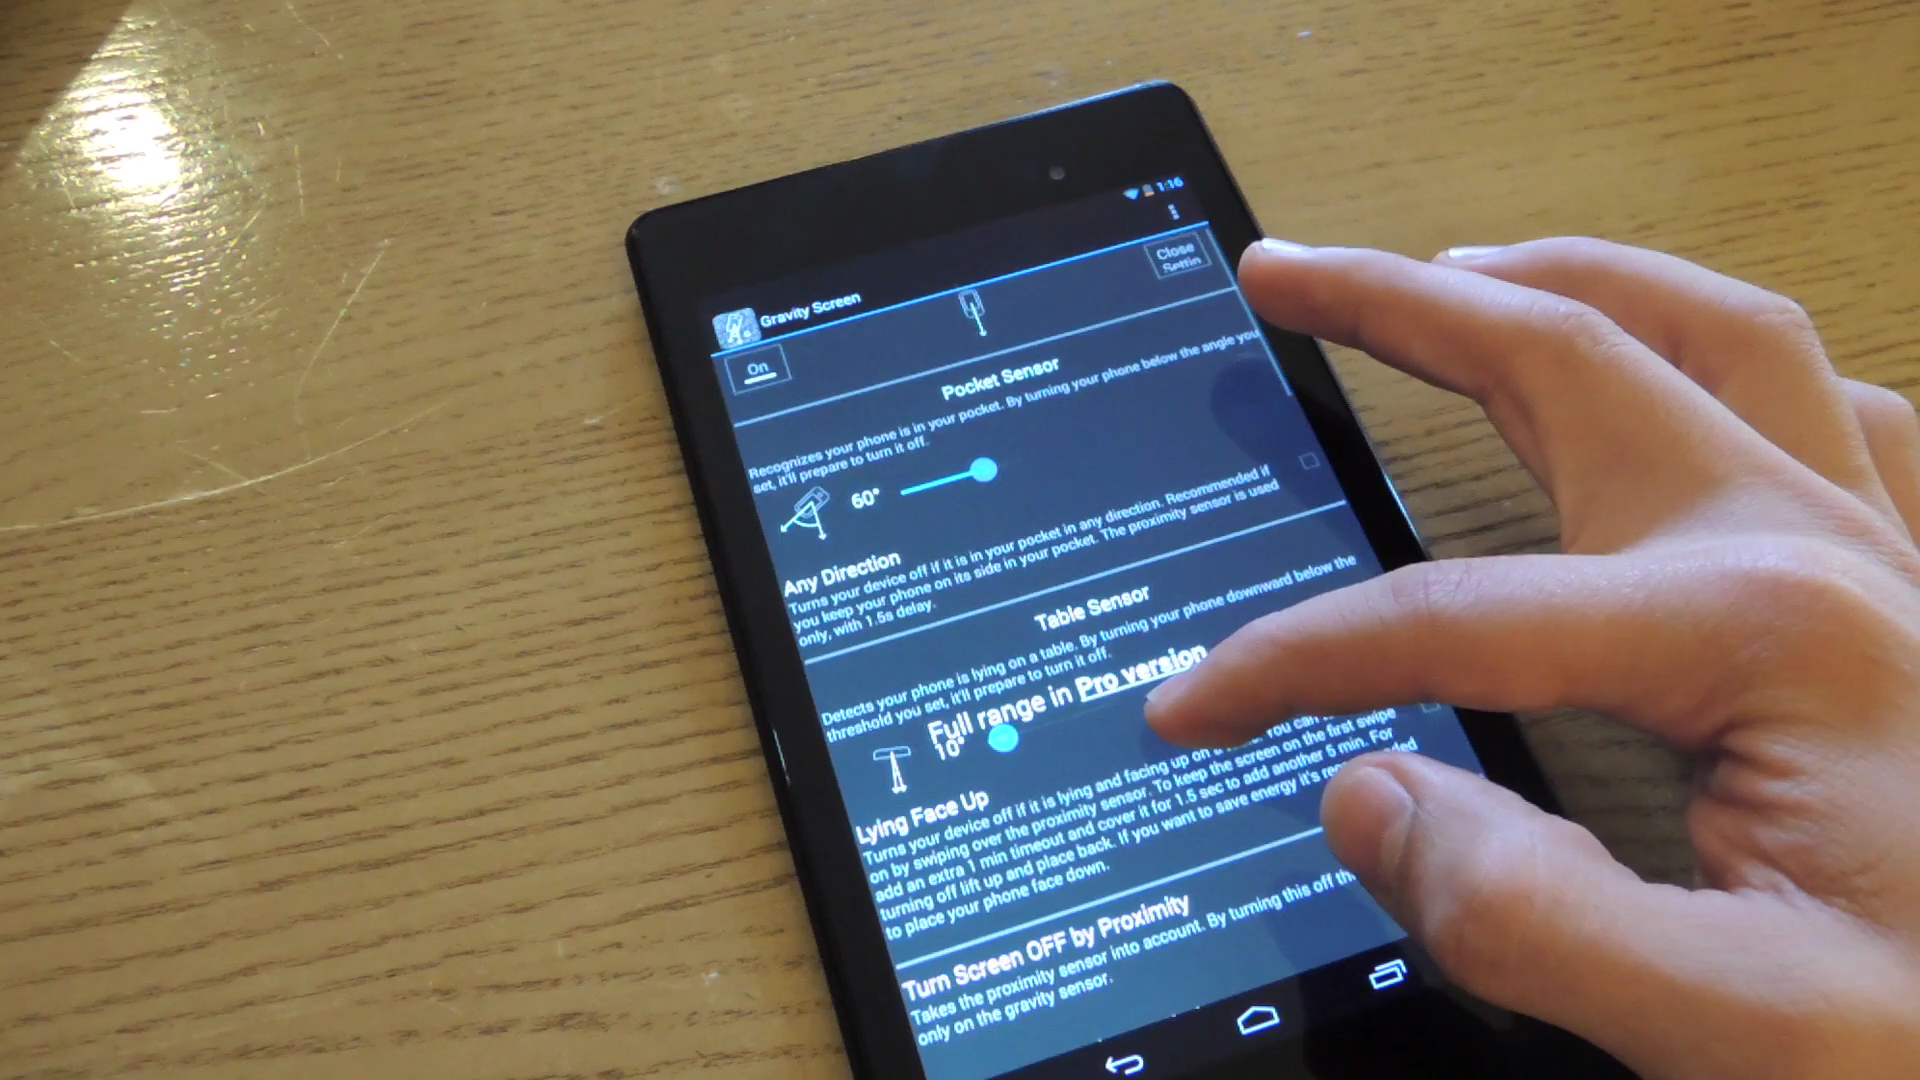 1:16
Gravity Screen
Close
Settin
On
Pocket Sensor
Recognizes your phone is in your pocket. By turning your phone below the angle you
set, it'll prepare to turn it off.
60°
Any Direction
Turns your device off if it is in your pocket in any direction. Recommended if
you keep your phone on its side in your pocket. The proximity sensor is used
only, with 1.5s delay.
Table Sensor
Detects your phone is lying on a table. By turning your phone downward below the
threshold you set, it'll prepare to turn it off.
Full range in Pro version
10°
Lying Face Up
Turns your device off if it is lying and facing up on a You can
on by swiping over the proximity sensor. To keep the screen on the first swipe
add an extra 1 min timeout and cover it for 1.5 sec to add another 5 min. For
turning off lift up and place back. If you want to save energy it's
to place your phone face down.
Turn Screen OFF by Proximity
Takes the proximity sensor into account. By turning this off
only on the gravity sensor.